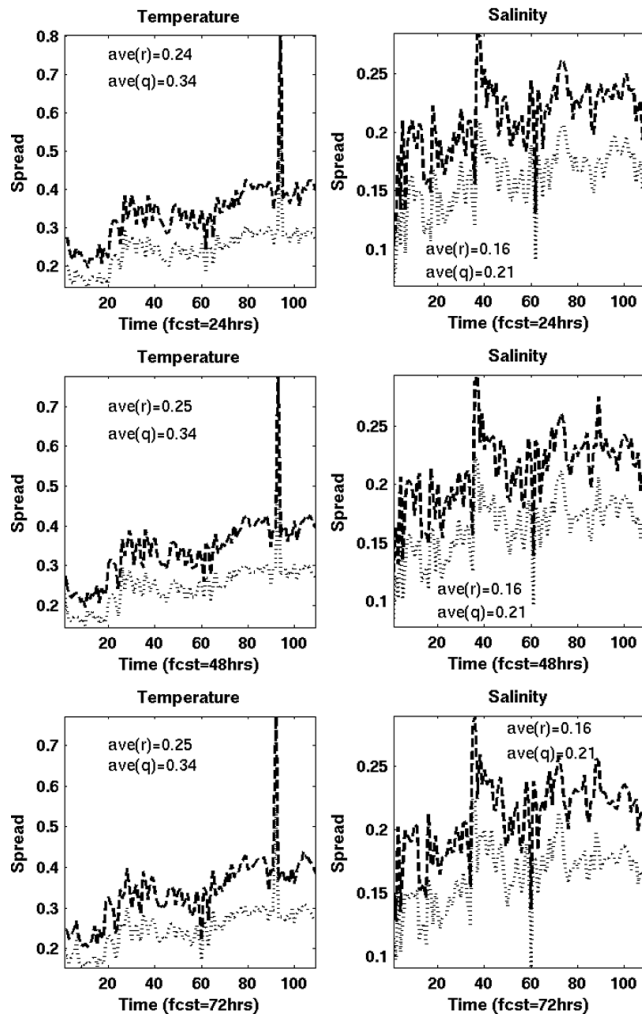 Temperature
0.8
0.7
0.6
0.5
0.4
0.3
0.2
Spread
ave(r)=0.24
ave(q)=0.34
20 40 60 80 100
Time (fcst=24hrs)
Salinity
0.25
0.2
0.15
0.1
Spread
ave(r)=0.16
ave(q)=0.21
20 40 60 80 100
Time (fcst=24hrs)
Temperature
0.7
0.6
0.5
0.4
0.3
0.2
Spread
ave(r)=0.25
ave(q)=0.34
20 40 60 80 100
Time (fcst=48hrs)
Salinity
0.25
0.2
0.15
0.1
Spread
ave(r)=0.16
ave(q)=0.21
20 40 60 80 100
Time (fcst=48hrs)
Temperature
0.7
0.6
0.5
0.4
0.3
0.2
Spread
ave(r)=0.25
ave(q)=0.34
20 40 60 80 100
Time (fcst=72hrs)
Salinity
0.25
0.2
0.15
0.1
Spread
ave(r)=0.16
ave(q)=0.21
20 40 60 80 100
Time (fcst=72hrs)